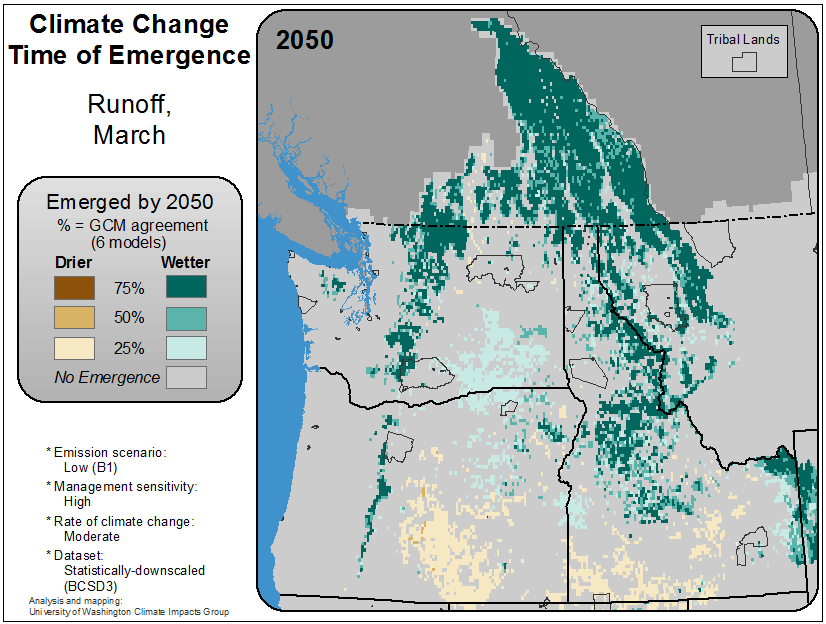 Climate Change
Time of Emergence
Runoff,
March
Emerged by 2050
% = GCM agreement
(6 models)
Drier Wetter
75%
50%
25%
No Emergence
* Emission scenario:
Low (B1)
* Management sensitivity:
High
* Rate of climate change:
Moderate
* Dataset:
Statistically-downscaled
(BCSD3)
Analysis and mapping:
University of Washington Climate Impacts Group
2050
Tribal Lands